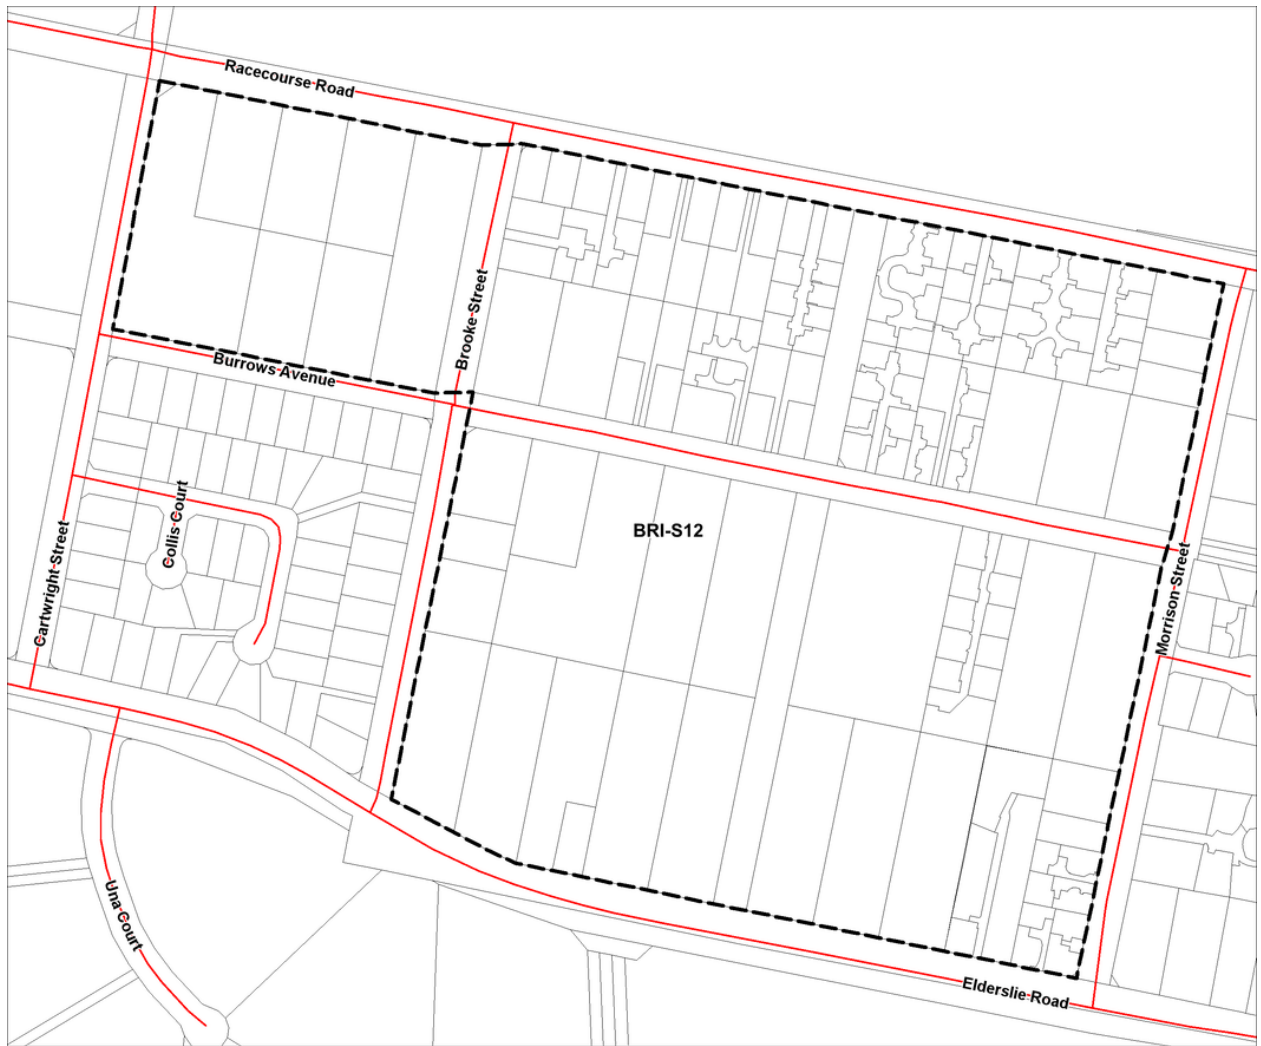 Racecourse Road
Brooke Street
Burrows Avenue
Collis Court
BRI-S12
Cartwright Street
Morrison Street
Una Court
Elderslie Road